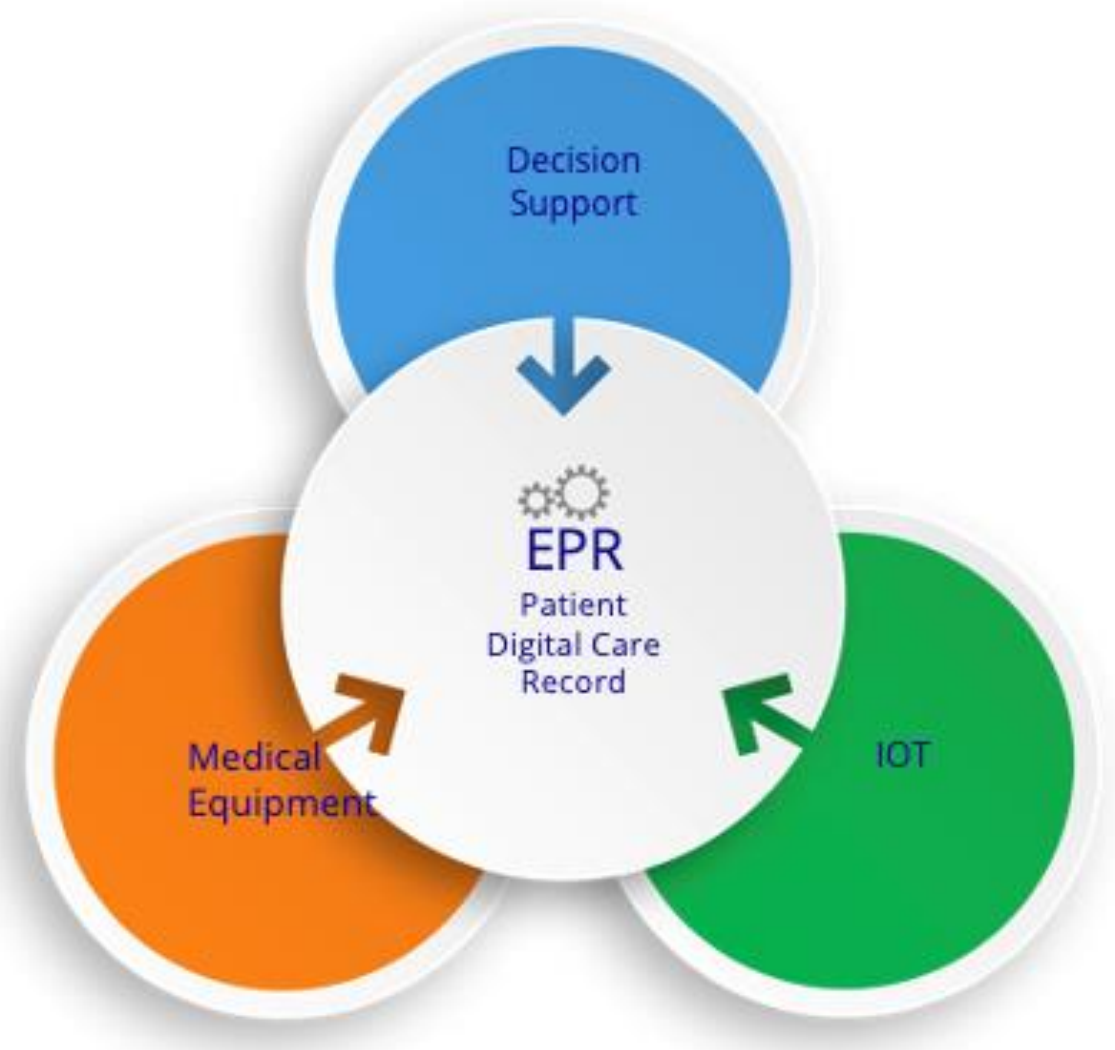 Decision
Support
EPR
Patient
Digital Care
Record
Medical
Equipment
IOT